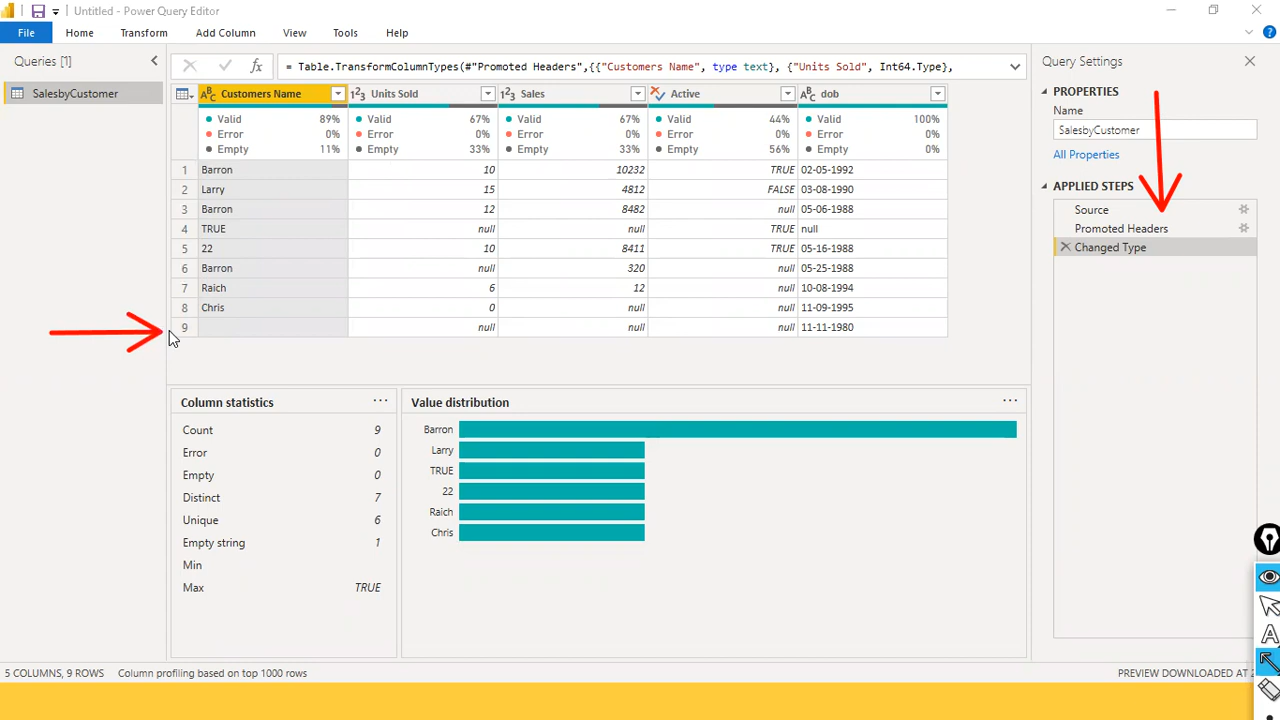 Untitled - Power Query Editor
File Home Transform Add Column View Tools Help
Queries [1]
SalesbyCustomer
fx = Table.TransformColumnTypes(#"Promoted Headers",{{"Customers Name", type text}, {"Units Sold", Int64.Type},
ABC Customers Name 123 Units Sold 123 Sales Active ABC dob
Valid 89% Valid 67% Valid 67% Valid 44% Valid 100%
Error 0% Error 0% Error 0% Error 0% Error 0%
Empty 11% Empty 33% Empty 33% Empty 56% Empty 0%
1 Barron 10 10232 TRUE 02-05-1992
2 Larry 15 4812 FALSE 03-08-1990
3 Barron 12 8482 null 05-06-1988
4 TRUE null null TRUE null
5 22 10 8411 TRUE 05-16-1988
6 Barron null 320 null 05-25-1988
7 Raich 6 12 null 10-08-1994
8 Chris 0 null null 11-09-1995
9 null null null 11-11-1980
Column statistics
Count 9
Error 0
Empty 0
Distinct 7
Unique 6
Empty string 1
Min
Max TRUE
Value distribution
Barron
Larry
TRUE
22
Raich
Chris
Query Settings
PROPERTIES
Name
SalesbyCustomer
All Properties
APPLIED STEPS
Source
Promoted Headers
Changed Type
A
5 COLUMNS, 9 ROWS Column profiling based on top 1000 rows PREVIEW DOWNLOADED AT